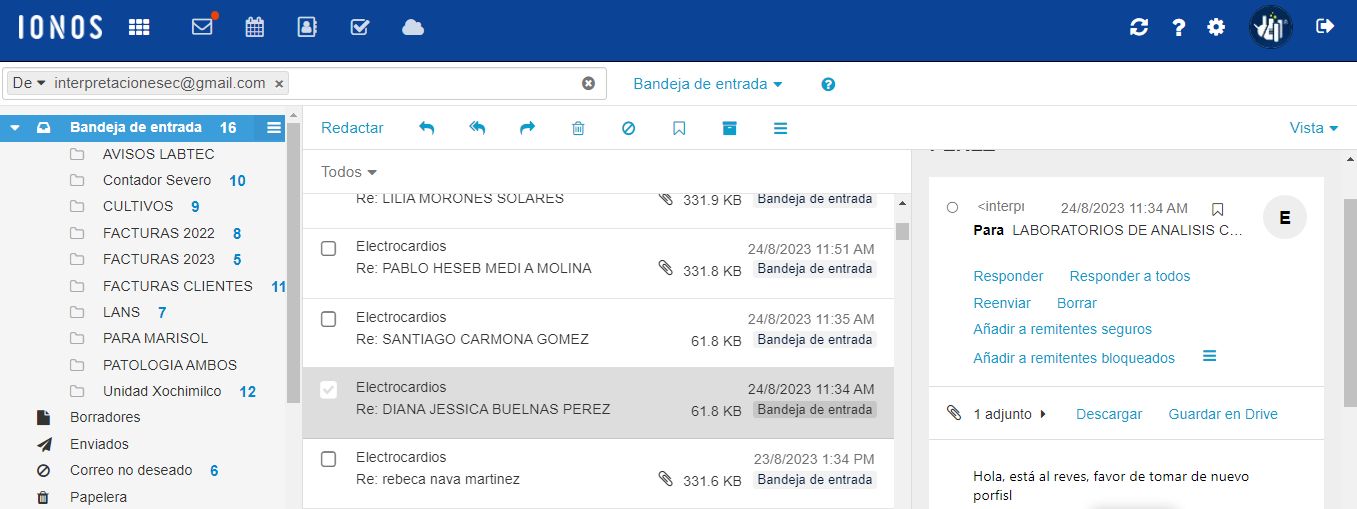 IONOS
De interpretacionesec@gmail.com ×
Bandeja de entrada
Bandeja de entrada 16
AVISOS LABTEC
Contador Severo 10
CULTIVOS 9
FACTURAS 2022 8
FACTURAS 2023 5
FACTURAS CLIENTES 11
LANS 7
PARA MARISOL
PATOLOGIA AMBOS
Unidad Xochimilco 12
Borradores
Enviados
Correo no deseado 6
Papelera
Redactar
Vista
Todos
Re: LILIA MORONES SOLARES 331.9 KB Bandeja de entrada
Electrocardios 24/8/2023 11:51 AM
Re: PABLO HESEB MEDI A MOLINA 331.8 KB Bandeja de entrada
Electrocardios 24/8/2023 11:35 AM
Re: SANTIAGO CARMONA GOMEZ 61.8 KB Bandeja de entrada
Electrocardios 24/8/2023 11:34 AM
Re: DIANA JESSICA BUELNAS PEREZ 61.8 KB Bandeja de entrada
Electrocardios 23/8/2023 1:34 PM
Re: rebeca nava martinez 331.6 KB Bandeja de entrada
PEREZ
<interpr 24/8/2023 11:34 AM
E
Para LABORATORIOS DE ANALISIS C...
Responder Responder a todos
Reenviar Borrar
Añadir a remitentes seguros
Añadir a remitentes bloqueados
1 adjunto Descargar Guardar en Drive
Hola, está al reves, favor de tomar de nuevo
porfisl